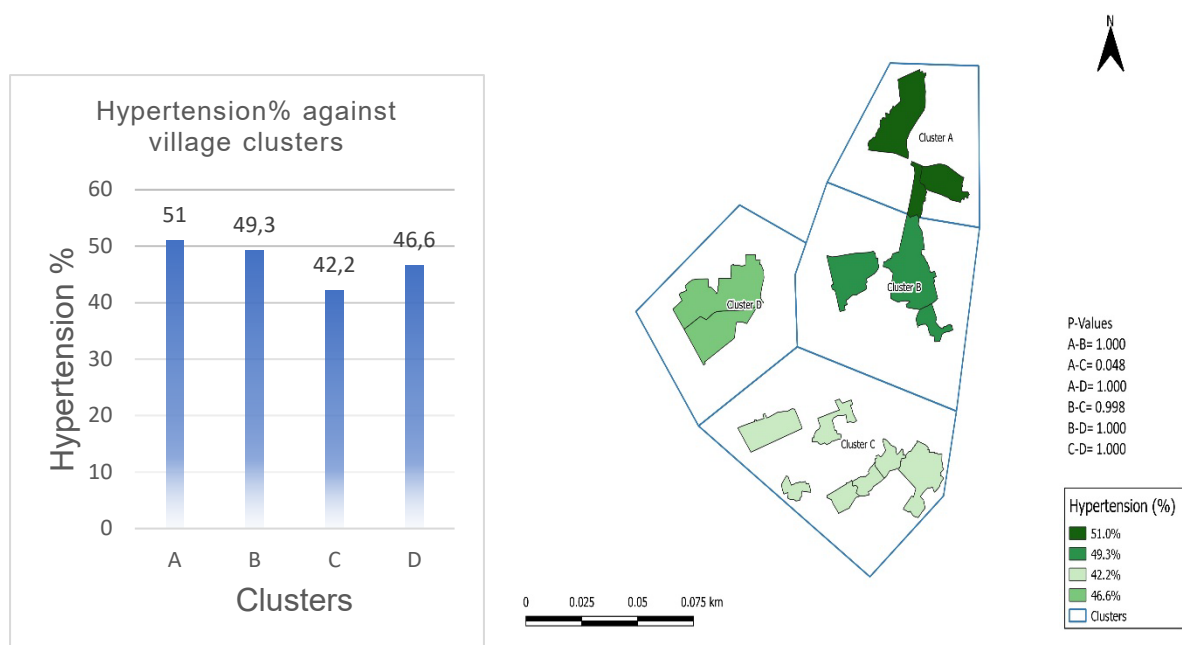 Hypertension% against
village clusters
Hypertension %
60
50
40
30
20
10
0
51
49,3
42,2
46,6
A
B
C
D
Clusters
N
Cluster A
Cluster B
Cluster D
Cluster C
0 0.025 0.05 0.075 km
P-Values
A-B= 1.000
A-C= 0.048
A-D= 1.000
B-C= 0.998
B-D= 1.000
C-D= 1.000
Hypertension (%)
51.0%
49.3%
42.2%
46.6%
Clusters